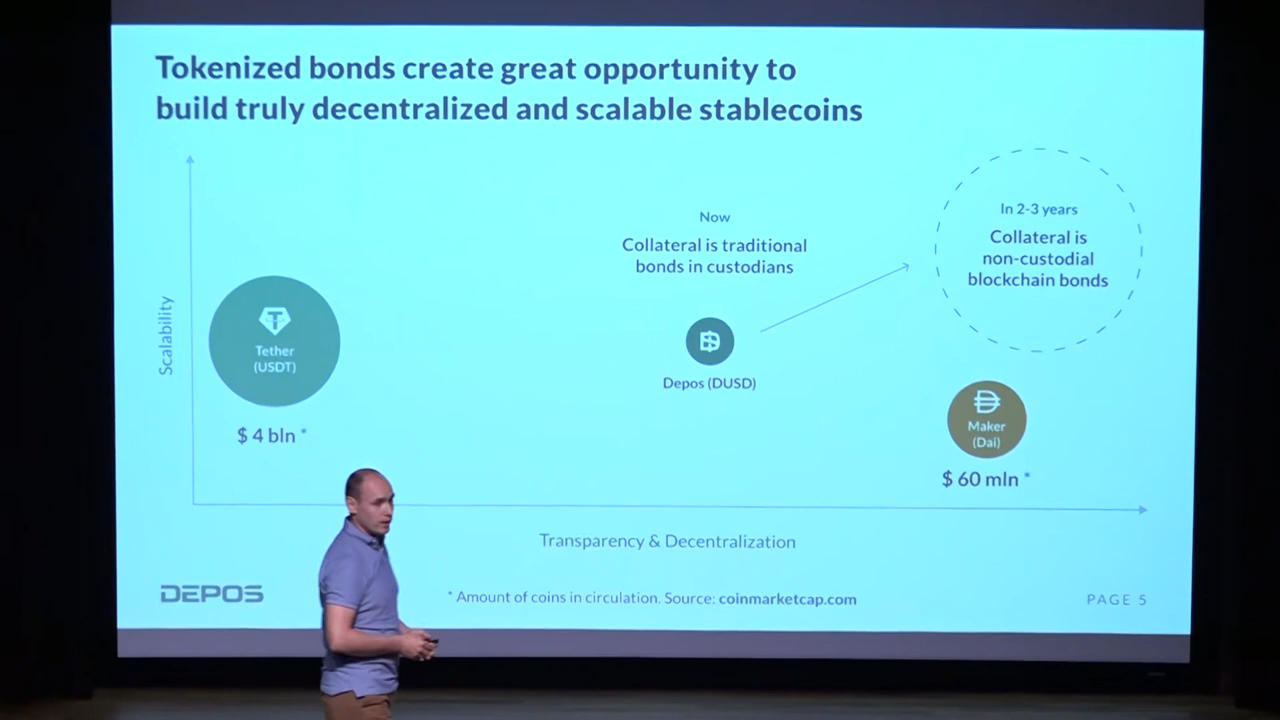 Tokenized bonds create great opportunity to
build truly decentralized and scalable stablecoins
Scalability
Tether
(USDT)
$ 4 bln *
Now
Collateral is traditional
bonds in custodians
Depos (DUSD)
In 2-3 years
Collateral is
non-custodial
blockchain bonds
Maker
(Dai)
$ 60 mln *
Transparency & Decentralization
DEPOS
* Amount of coins in circulation. Source: coinmarketcap.com
PAGE 5